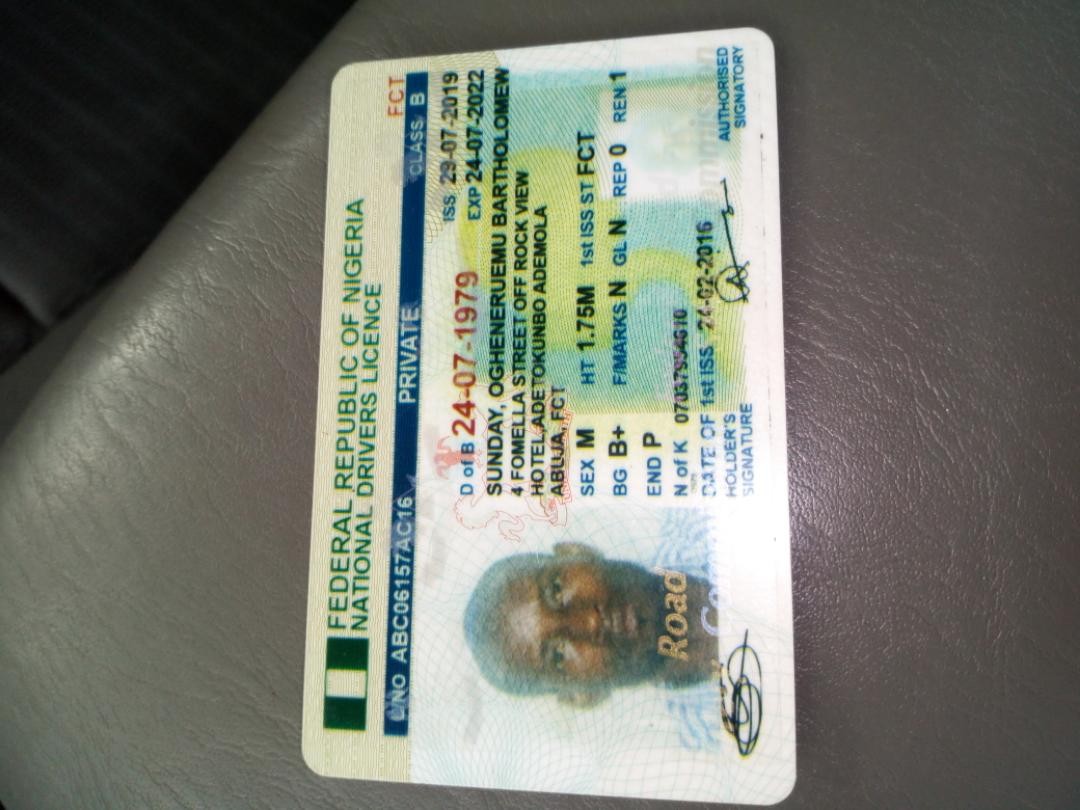 FEDERAL REPUBLIC OF NIGERIA
NATIONAL DRIVERS LICENCE
FCT
L/NO ABC06157AC16 PRIVATE CLASS B
D of B 24-07-1979 ISS 29-07-2019
EXP 24-07-2022
SUNDAY, OGHENERUEMU BARTHOLOMEW
4 FOMELLA STREET OFF ROCK VIEW
HOTEL ADETOKUNBO ADEMOLA
ABUJA, FCT
SEX M HT 1.75M 1st ISS ST FCT
BG B+ F/MARKS N GL N REP 0 REN 1
END P
N of K
DATE OF 1st ISS 24-02-2016
HOLDER'S
SIGNATURE
AUTHORISED
SIGNATORY
Road